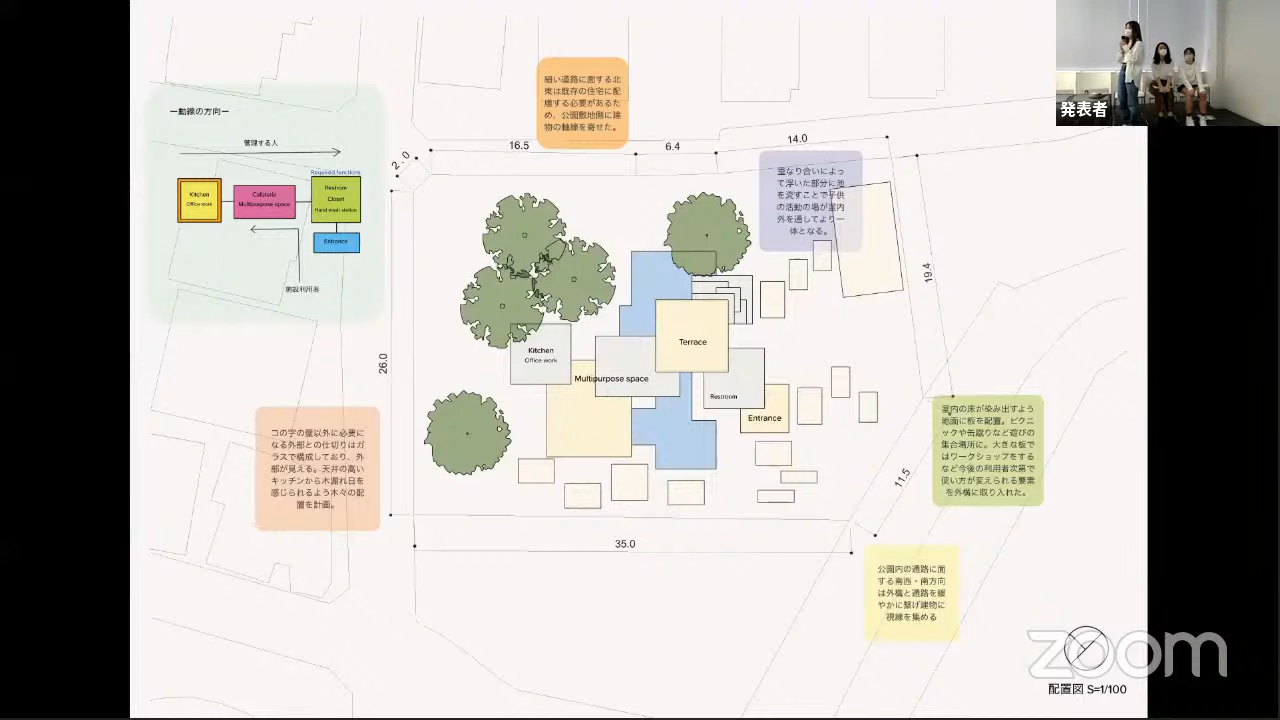 発表者
ー動線の方向ー
管理する人
Required functions
Kitchen
Office work
Cafeteria
Multipurpose space
Restroom
Closet
Hand wash station
Entrance
施設利用者
細い道路に面する北
東は既存の住宅に配
慮する必要があるた
め、公園敷地側に建
物の軸線を寄せた。
16.5
6.4
14.0
2.0
重なり合いによっ
て浮いた部分に池
を流すことで子供
の活動の場が室内
外を通してより一
体となる。
19.4
26.0
Kitchen
Office work
Multipurpose space
Terrace
Restroom
Entrance
コの字の壁以外に必要に
なる外部との仕切りはガ
ラスで構成しており、外
部が見える。天井の高い
キッチンから木漏れ日を
感じられるよう木々の配
置を計画。
室内の床が染み出すよう
地面に板を配置。ピクニ
ックや缶蹴りなど遊びの
集合場所に。大きな板で
はワークショップをする
など今後の利用者次第で
使い方が変えられる要素
を外構に取り入れた。
11.5
35.0
公園内の通路に面
する南西・南方向
は外構と通路を緩
やかに繋げ建物に
視線を集める
zoom
配置図 S=1/100